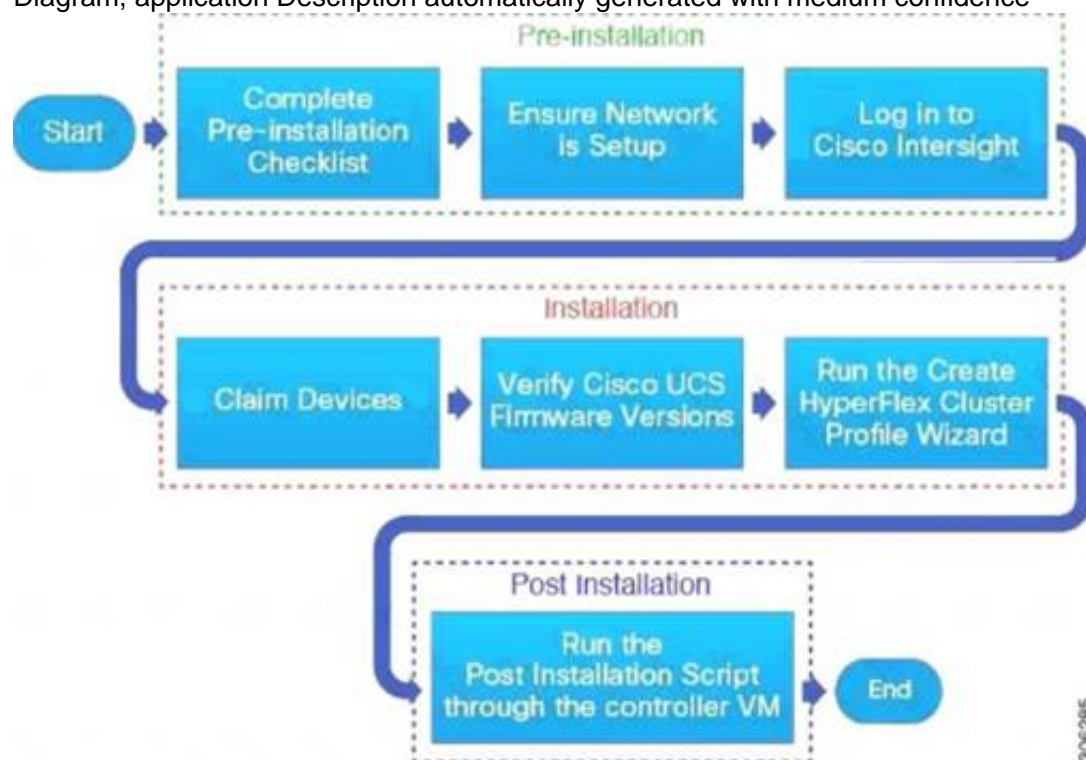 Diagram, application Description automatically generated with medium confidence
Pre-installation
Start
Complete
Pre-installation
Checklist
Ensure Network
is Setup
Log in to
Cisco Intersight
Installation
Claim Devices
Verify Cisco UCS
Firmware Versions
Run the Create
HyperFlex Cluster
Profile Wizard
Post Installation
Run the
Post Installation Script
through the controller VM
End